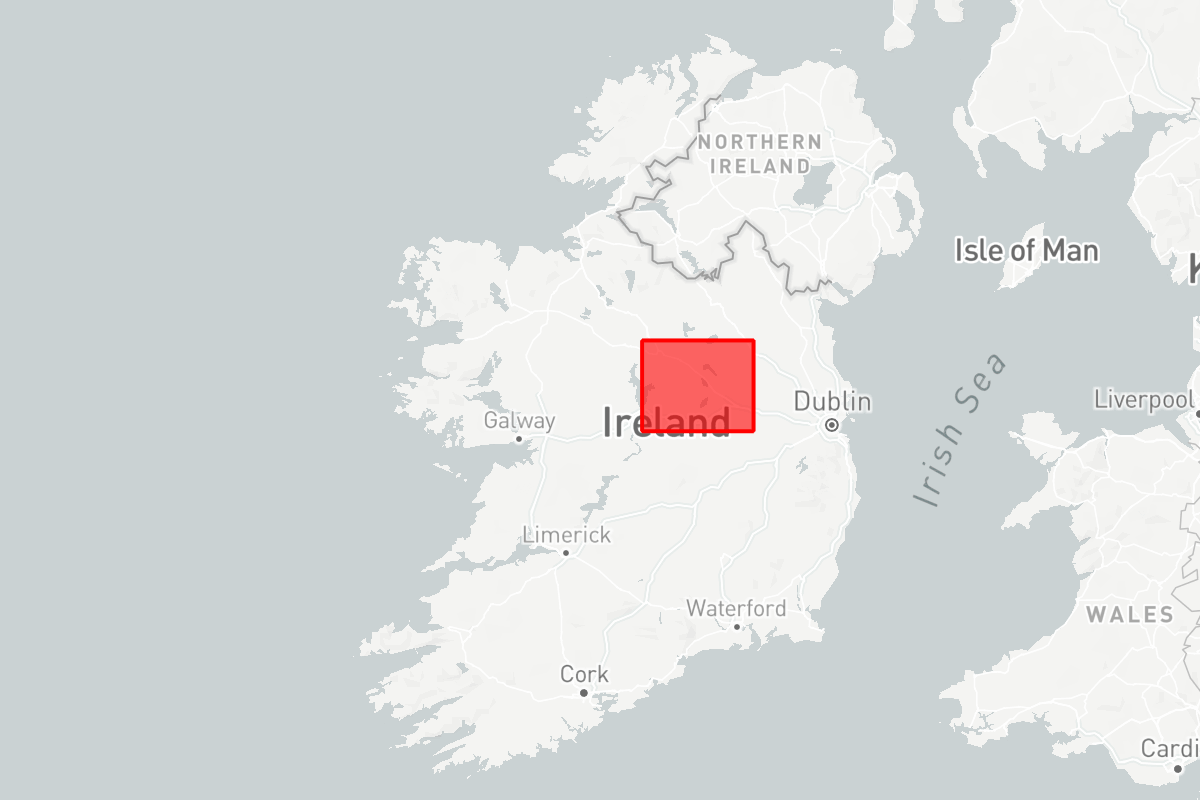 NORTHERN
IRELAND
Isle of Man
K
Irish Sea
Dublin
Liverpool
Galway
Ireland
Limerick
Waterford
WALES
Cork
Cardi